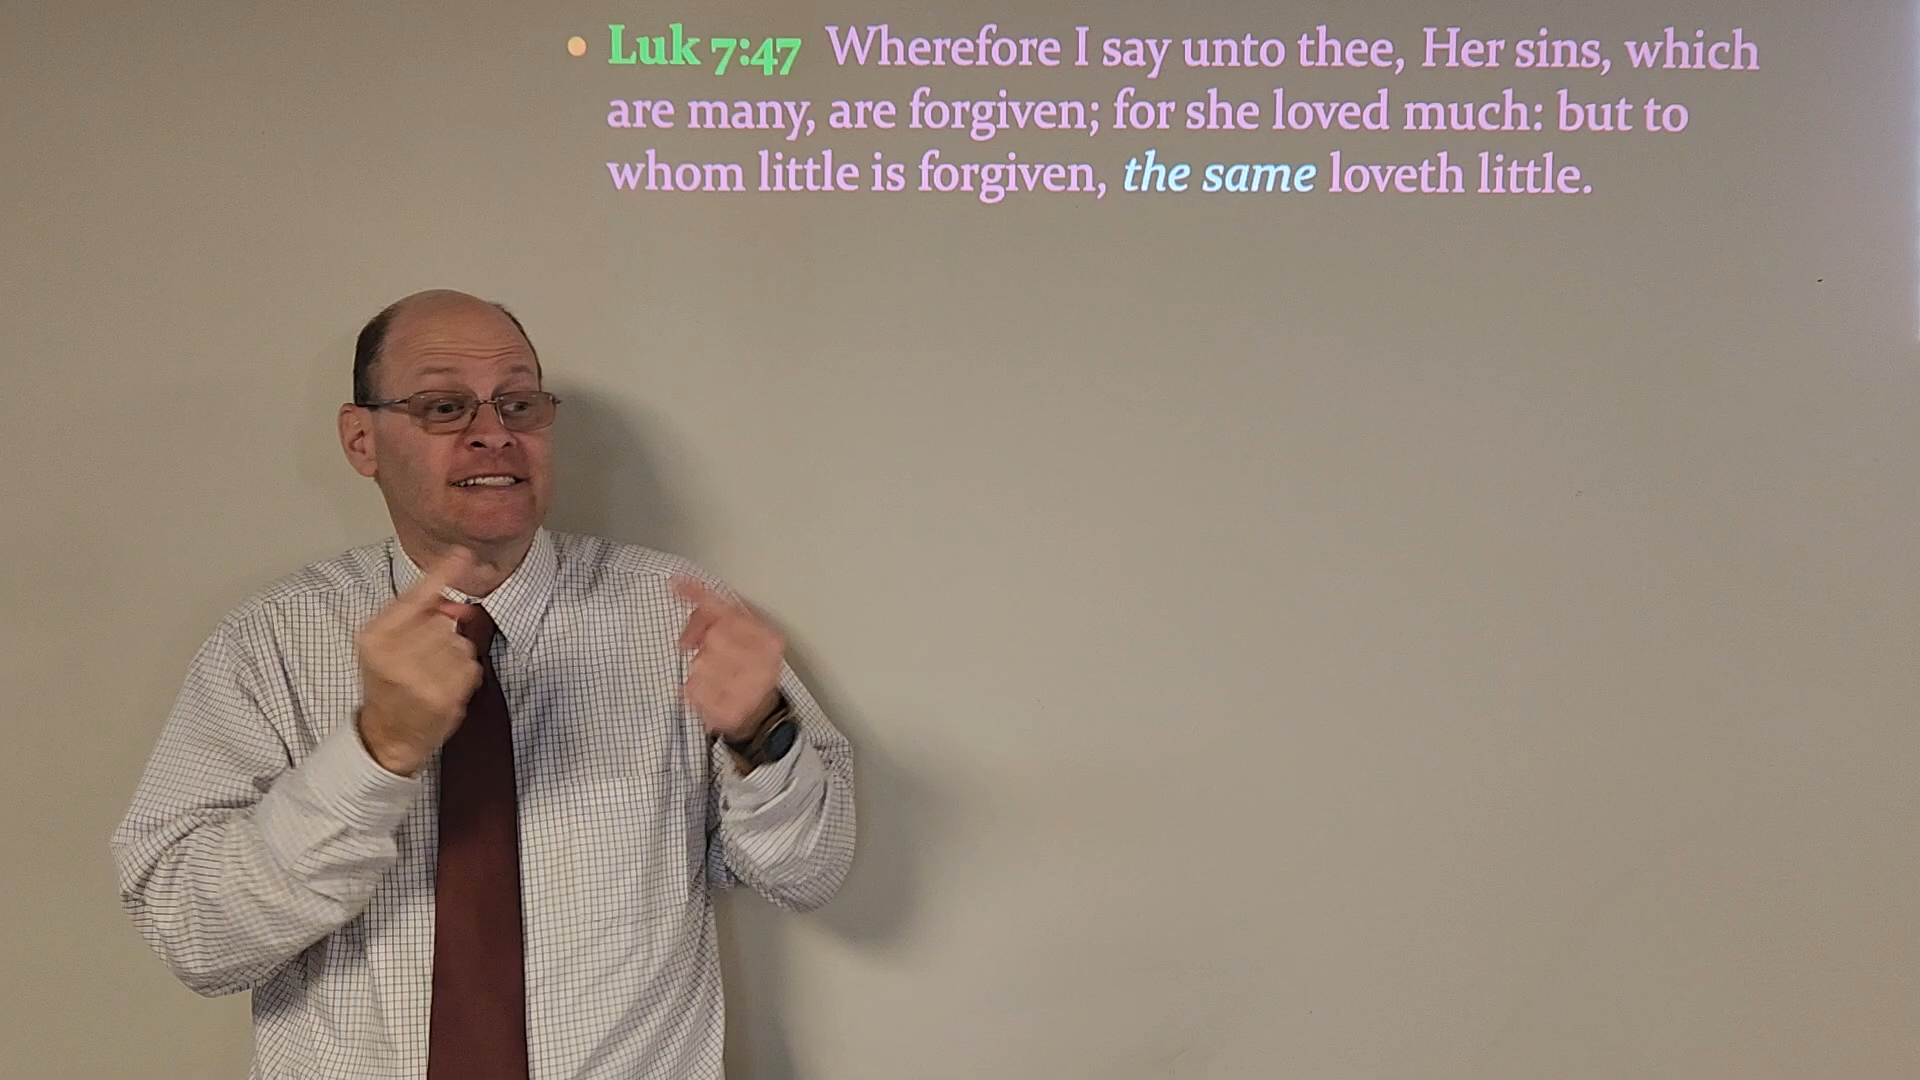 • Luk 7:47 Wherefore I say unto thee, Her sins, which
are many, are forgiven; for she loved much: but to
whom little is forgiven, the same loveth little.